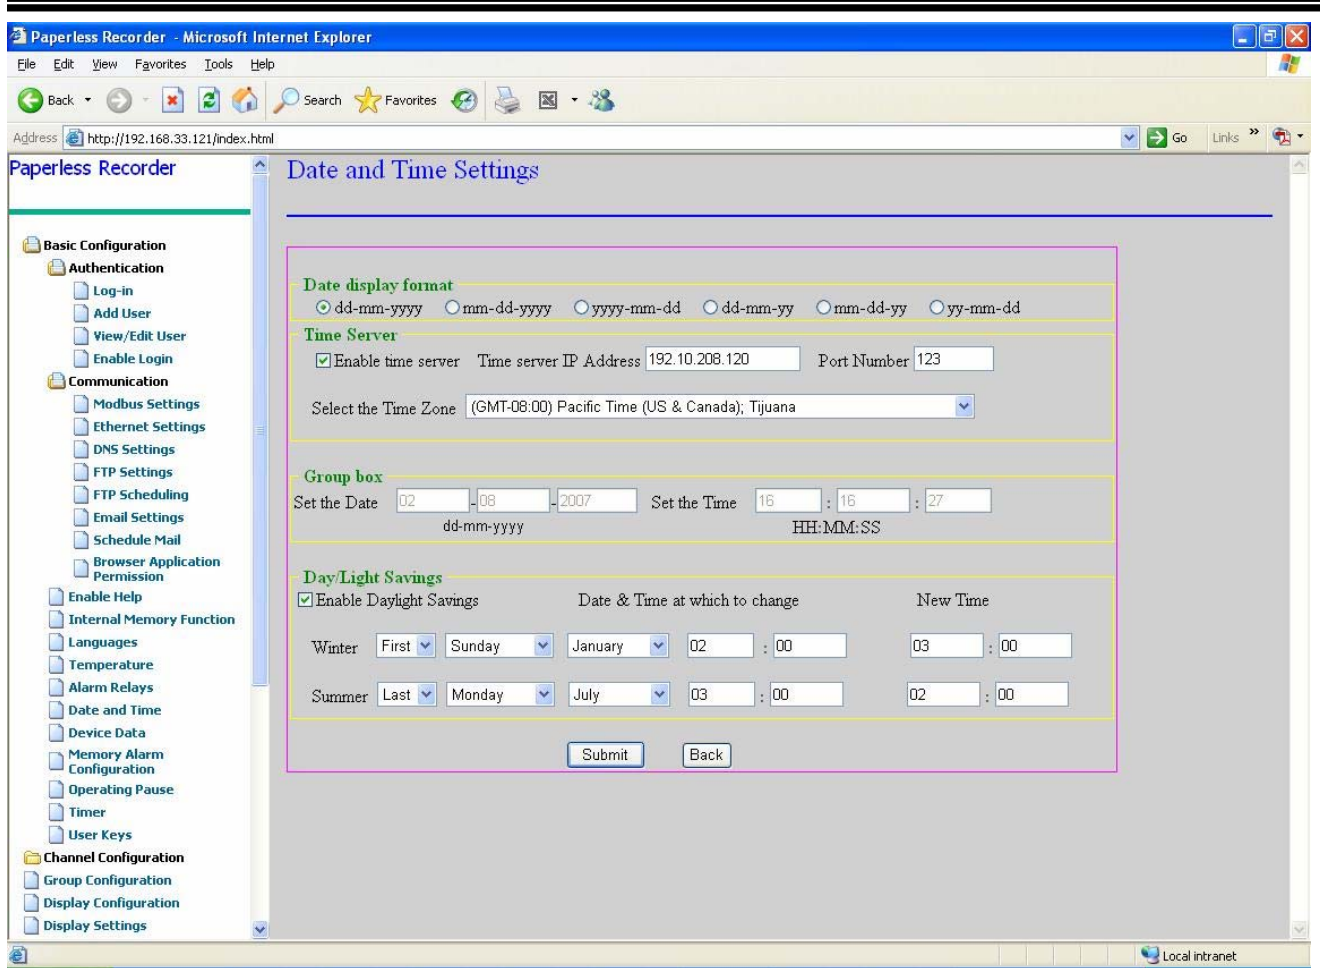 Paperless Recorder - Microsoft Internet Explorer
File Edit View Favorites Tools Help
Back Search Favorites
Address http://192.168.33.121/index.html Go Links »
Paperless Recorder
Basic Configuration
Authentication
Log-in
Add User
View/Edit User
Enable Login
Communication
Modbus Settings
Ethernet Settings
DNS Settings
FTP Settings
FTP Scheduling
Email Settings
Schedule Mail
Browser Application
Permission
Enable Help
Internal Memory Function
Languages
Temperature
Alarm Relays
Date and Time
Device Data
Memory Alarm
Configuration
Operating Pause
Timer
User Keys
Channel Configuration
Group Configuration
Display Configuration
Display Settings
Date and Time Settings
Date display format
dd-mm-yyyy mm-dd-yyyy yyyy-mm-dd dd-mm-yy mm-dd-yy yy-mm-dd
Time Server
Enable time server Time server IP Address 192.10.208.120 Port Number 123
Select the Time Zone (GMT-08:00) Pacific Time (US & Canada); Tijuana
Group box
Set the Date 02 -08 -2007 Set the Time 16 : 16 : 27
dd-mm-yyyy HH:MM:SS
Day/Light Savings
Enable Daylight Savings Date & Time at which to change New Time
Winter First Sunday January 02 : 00 03 : 00
Summer Last Monday July 03 : 00 02 : 00
Submit Back
Local intranet